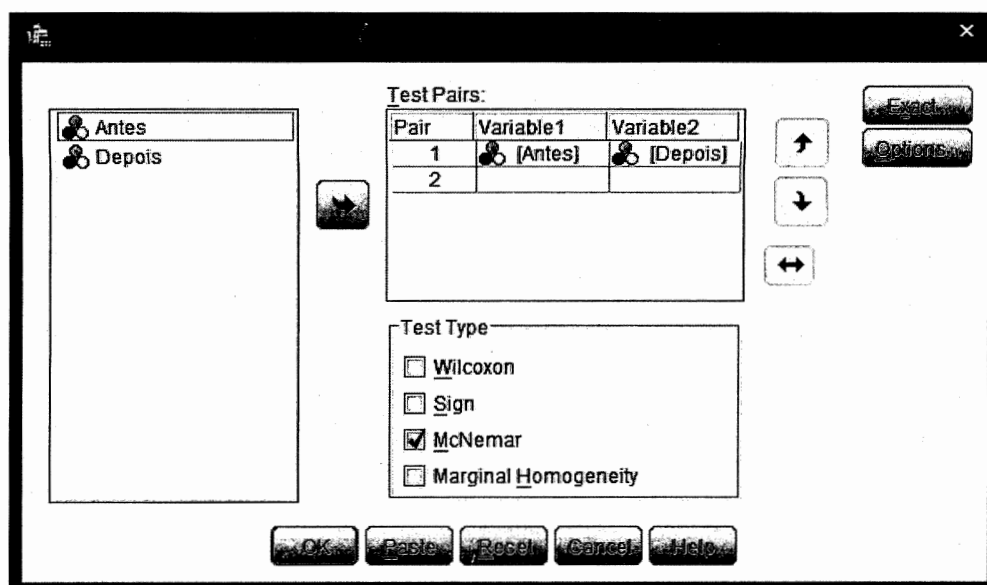 ×
Antes
Depois
Test Pairs:
Pair Variable1 Variable2
1 [Antes] [Depois]
2
Exact...
Options...
Test Type
Wilcoxon
Sign
McNemar
Marginal Homogeneity
OK Paste Reset Cancel Help